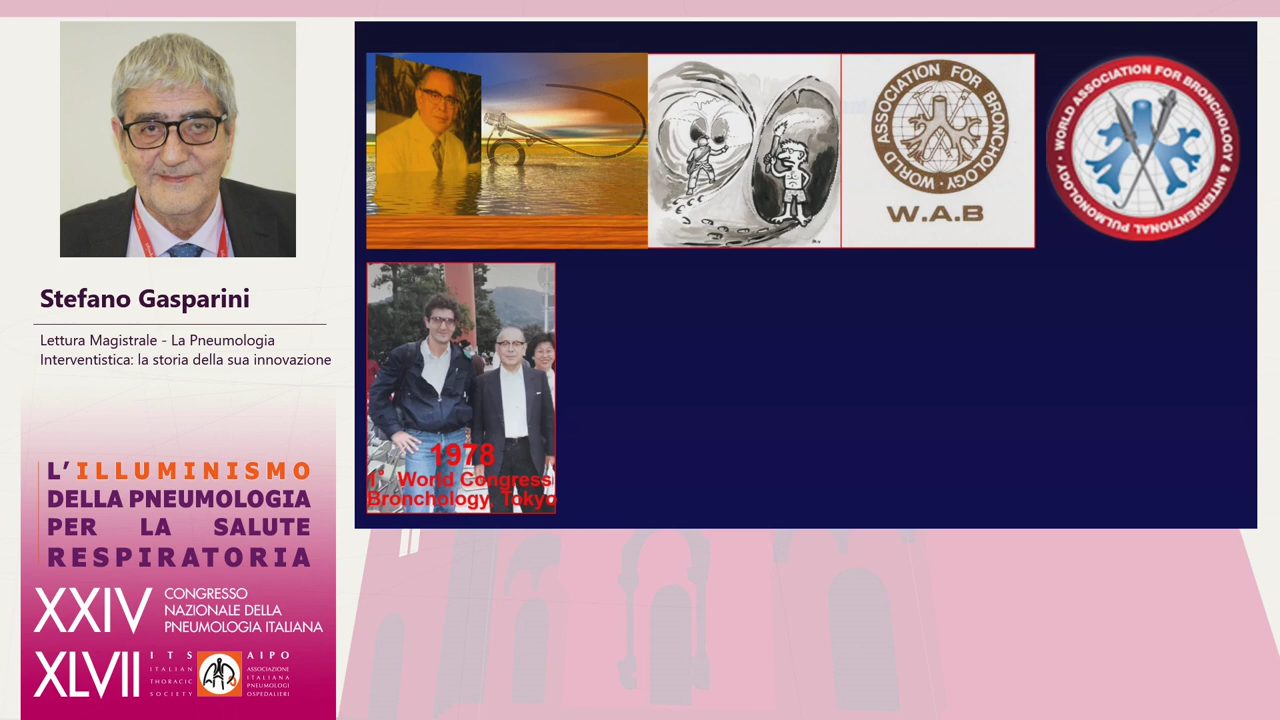 Stefano Gasparini
Lettura Magistrale - La Pneumologia
Interventistica: la storia della sua innovazione
L'ILLUMINISMO
DELLA PNEUMOLOGIA
PER LA SALUTE
RESPIRATORIA
XXIV
CONGRESSO
NAZIONALE DELLA
PNEUMOLOGIA ITALIANA
XLVII
I T S
ITALIAN
THORACIC
SOCIETY
AIPO
ASSOCIAZIONE
ITALIANA
PNEUMOLOGI
OSPEDALIERI
WORLD ASSOCIATION FOR BRONCHOLOGY
W.A.B
WORLD ASSOCIATION FOR BRONCHOLOGY & INTERVENTIONAL PULMONOLOGY
1978
1° World Congress
Bronchology, Tokyo